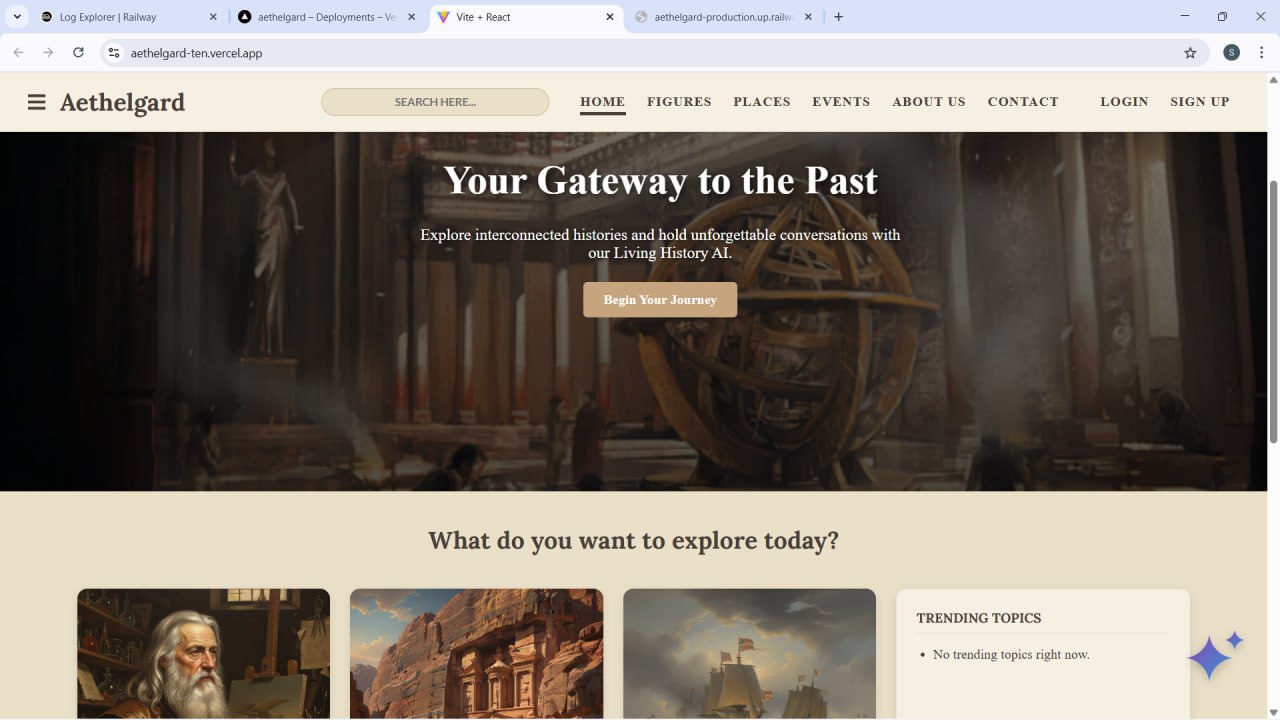 Log Explorer | Railway
aethelgard – Deployments – Ve
Vite + React
aethelgard-production.up.railw
aethelgard-ten.vercel.app
S
Aethelgard
SEARCH HERE...
HOME
FIGURES
PLACES
EVENTS
ABOUT US
CONTACT
LOGIN
SIGN UP
Your Gateway to the Past
Explore interconnected histories and hold unforgettable conversations with
our Living History AI.
Begin Your Journey
What do you want to explore today?
TRENDING TOPICS
• No trending topics right now.